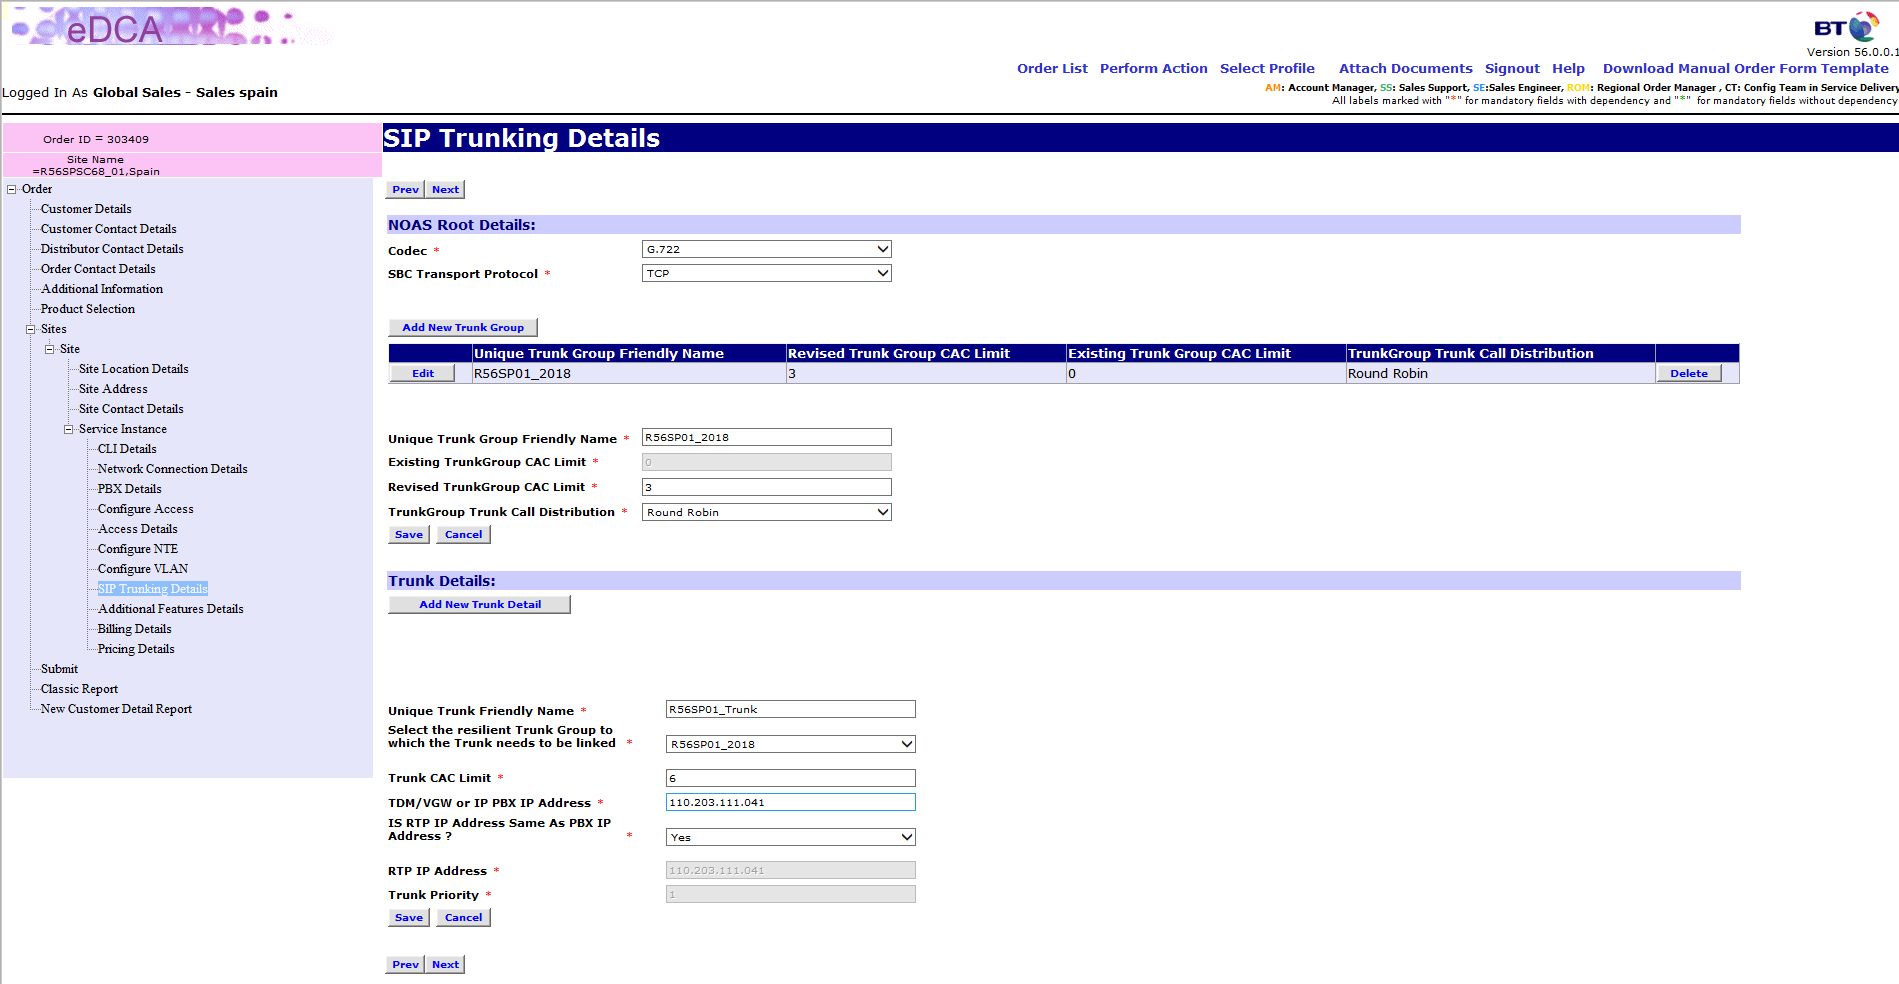 eDCA
BT
Version 56.0.0.1
Order List Perform Action Select Profile Attach Documents Signout Help Download Manual Order Form Template
Logged In As Global Sales - Sales spain
AM: Account Manager, SS: Sales Support, SE:Sales Engineer, ROM: Regional Order Manager , CT: Config Team in Service Delivery
All labels marked with "*" for mandatory fields with dependency and "*" for mandatory fields without dependency
Order ID = 303409
Site Name
=R56SPSC68_01,Spain
Order
Customer Details
Customer Contact Details
Distributor Contact Details
Order Contact Details
Additional Information
Product Selection
Sites
Site
Site Location Details
Site Address
Site Contact Details
Service Instance
CLI Details
Network Connection Details
PBX Details
Configure Access
Access Details
Configure NTE
Configure VLAN
SIP Trunking Details
Additional Features Details
Billing Details
Pricing Details
Submit
Classic Report
New Customer Detail Report
SIP Trunking Details
Prev Next
NOAS Root Details:
Codec * G.722
SBC Transport Protocol * TCP
Add New Trunk Group
Unique Trunk Group Friendly Name Revised Trunk Group CAC Limit Existing Trunk Group CAC Limit TrunkGroup Trunk Call Distribution
Edit R56SP01_2018 3 0 Round Robin Delete
Unique Trunk Group Friendly Name * R56SP01_2018
Existing TrunkGroup CAC Limit * 0
Revised TrunkGroup CAC Limit * 3
TrunkGroup Trunk Call Distribution * Round Robin
Save Cancel
Trunk Details:
Add New Trunk Detail
Unique Trunk Friendly Name * R56SP01_Trunk
Select the resilient Trunk Group to
which the Trunk needs to be linked * R56SP01_2018
Trunk CAC Limit * 6
TDM/VGW or IP PBX IP Address * 110.203.111.041
IS RTP IP Address Same As PBX IP
Address ? * Yes
RTP IP Address * 110.203.111.041
Trunk Priority * 1
Save Cancel
Prev Next